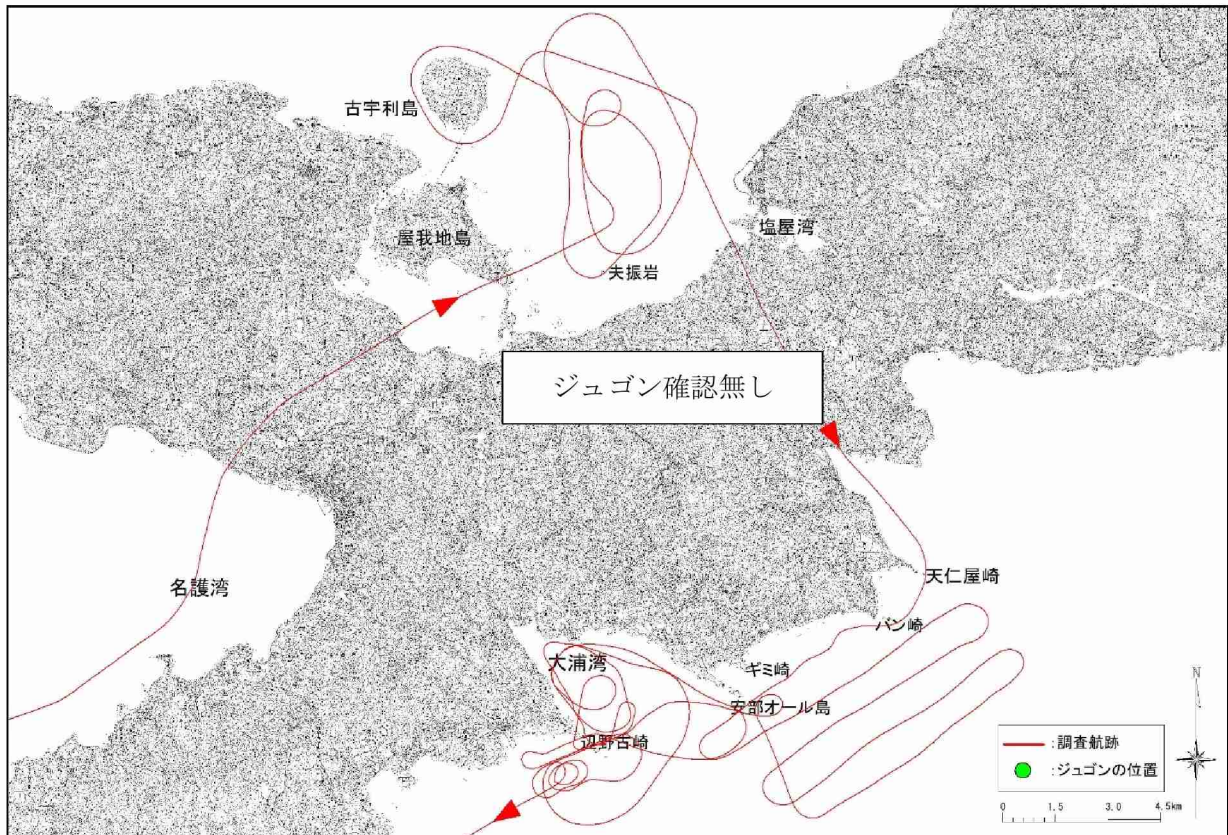 古宇利島
屋我地島
塩屋湾
夫振岩
ジュゴン確認無し
名護湾
天仁屋崎
バン崎
大浦湾
ギミ崎
安部オール島
辺野古崎
N
:調査航跡
:ジュゴンの位置
0 1.5 3.0 4.5km